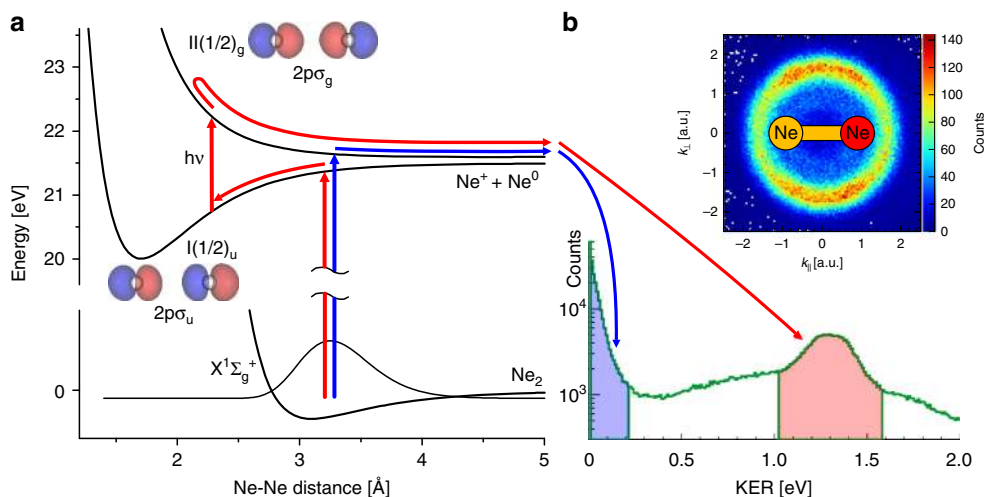 a
II(1/2)g
2pσg
23
22
21
20
0
Energy [eV]
hν
Ne⁺ + Ne⁰
I(1/2)u
2pσu
X¹Σg⁺
Ne₂
2
3
4
5
Ne-Ne distance [Å]
b
k⊥ [a.u.]
2
1
0
−1
−2
Ne
Ne
−2
−1
0
1
2
k|| [a.u.]
140
120
100
80
60
40
20
0
Counts
Counts
10⁴
10³
0
0.5
1.0
1.5
2.0
KER [eV]